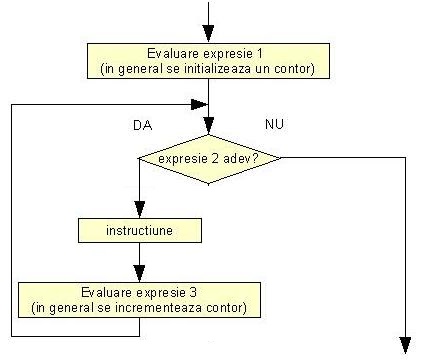 Evaluare expresie 1
(in general se initializeaza un contor)
DA
NU
expresie 2 adev?
instructiune
Evaluare expresie 3
(in general se incrementeaza contor)